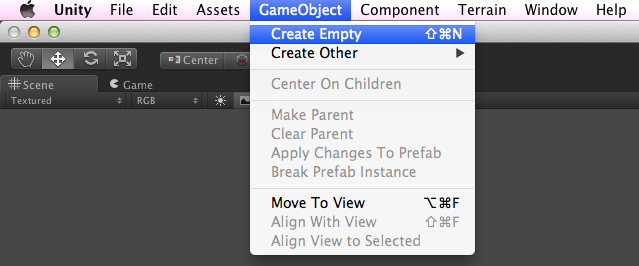 Unity File Edit Assets GameObject Component Terrain Window Help
Create Empty ⇧⌘N
Create Other ▶
Center
Center On Children
Scene Game
Textured RGB
Make Parent
Clear Parent
Apply Changes To Prefab
Break Prefab Instance
Move To View ⌥⌘F
Align With View ⇧⌘F
Align View to Selected